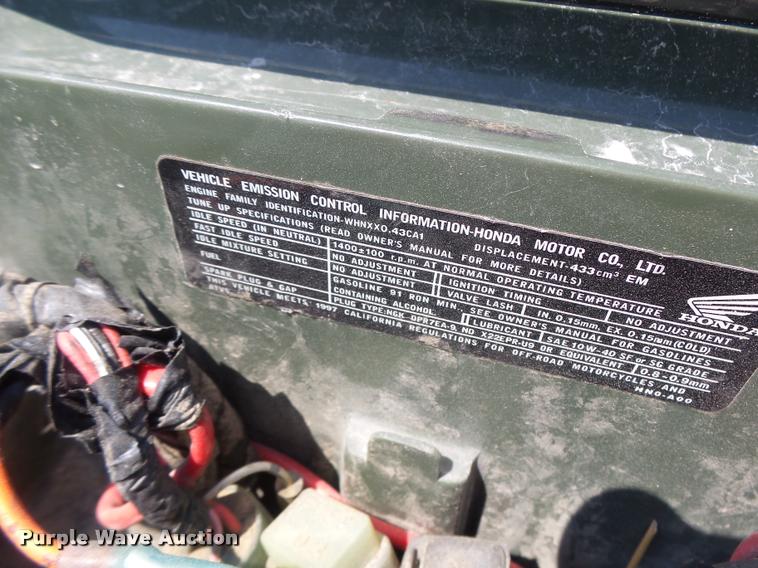 VEHICLE EMISSION CONTROL INFORMATION-HONDA MOTOR CO., LTD.
ENGINE FAMILY IDENTIFICATION-WHNXX0.43CA1 DISPLACEMENT-433cm³ EM
TUNE UP SPECIFICATIONS (READ OWNER'S MANUAL FOR MORE DETAILS)
IDLE SPEED (IN NEUTRAL) 1400±100 r.p.m. AT NORMAL OPERATING TEMPERATURE
FAST IDLE SPEED NO ADJUSTMENT IGNITION TIMING NO ADJUSTMENT
IDLE MIXTURE SETTING NO ADJUSTMENT VALVE LASH IN. 0.15mm, EX. 0.15mm (COLD)
FUEL GASOLINE 91 RON MIN. SEE OWNER'S MANUAL FOR GASOLINES
CONTAINING ALCOHOL. LUBRICANT SAE 10W-40 SF or SG GRADE
SPARK PLUG & GAP PLUG TYPE: NGK DPR7EA-9, ND X22EPR-U9 OR EQUIVALENT 0.8-0.9mm
THIS VEHICLE MEETS 1997 CALIFORNIA REGULATIONS FOR OFF-ROAD MOTORCYCLES AND
ATV. HN0-A00
HONDA
Purple Wave Auction